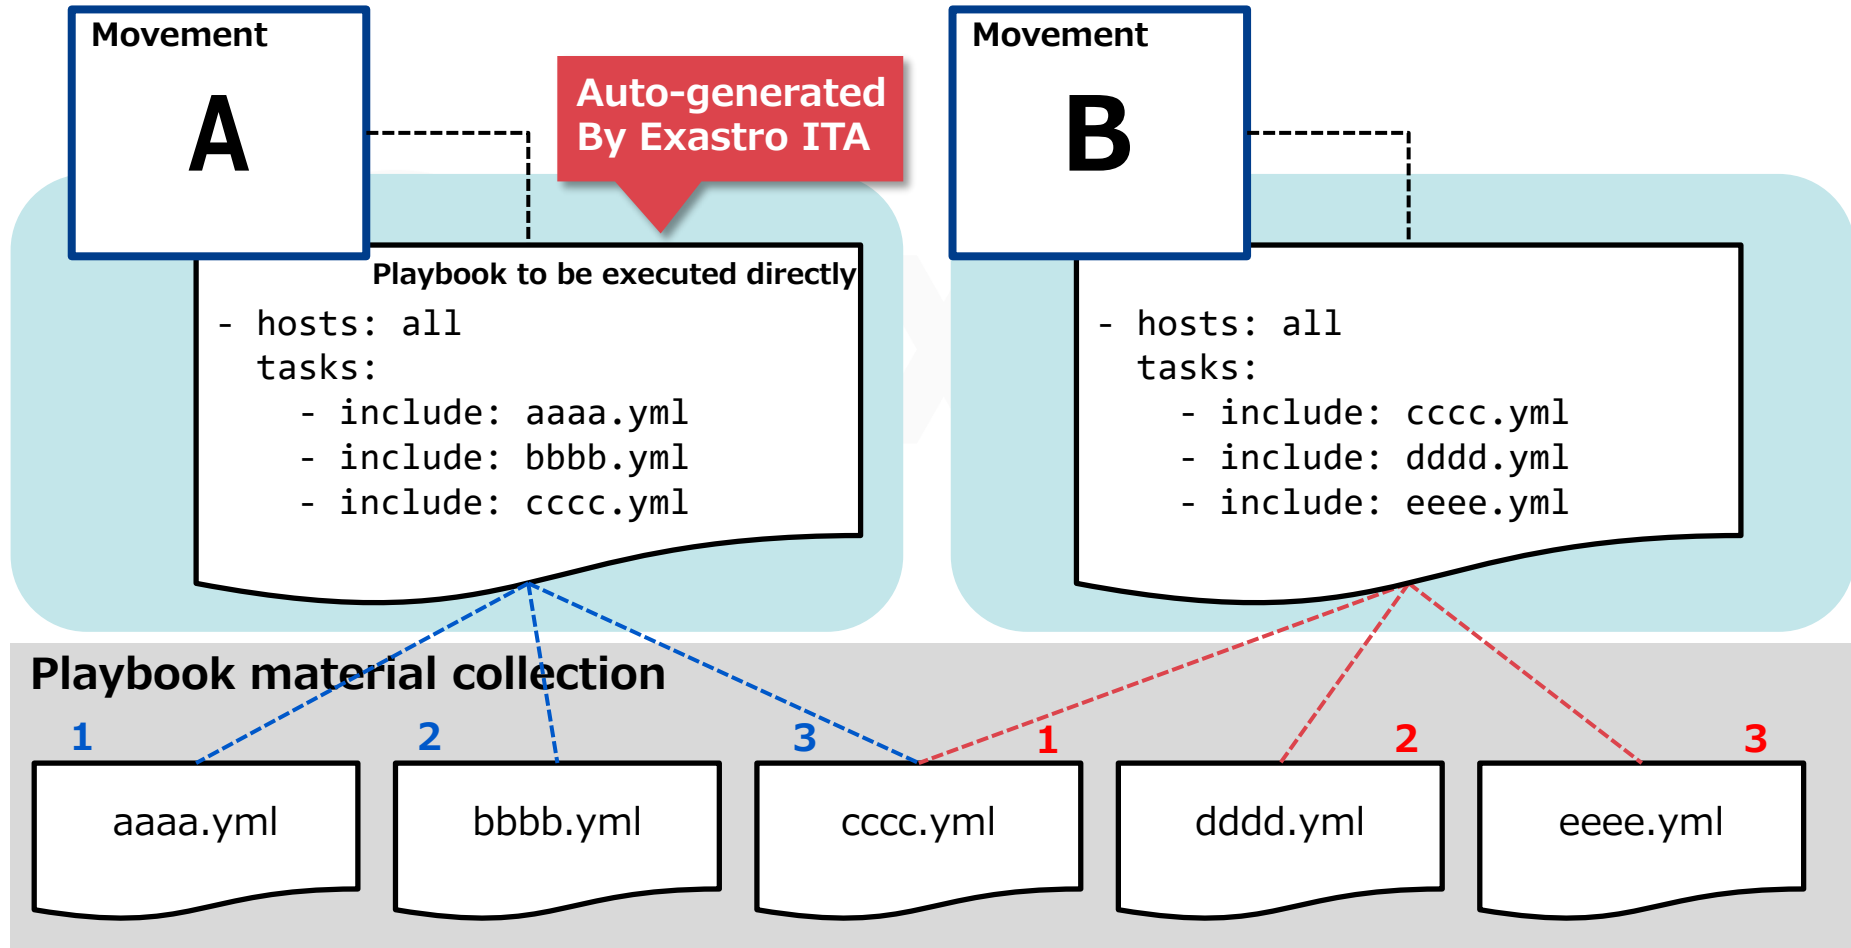 Movement
A
Auto-generated
By Exastro ITA
Playbook to be executed directly
- hosts: all
  tasks:
    - include: aaaa.yml
    - include: bbbb.yml
    - include: cccc.yml
Movement
B
- hosts: all
  tasks:
    - include: cccc.yml
    - include: dddd.yml
    - include: eeee.yml
Playbook material collection
1
2
3
1
2
3
aaaa.yml
bbbb.yml
cccc.yml
dddd.yml
eeee.yml